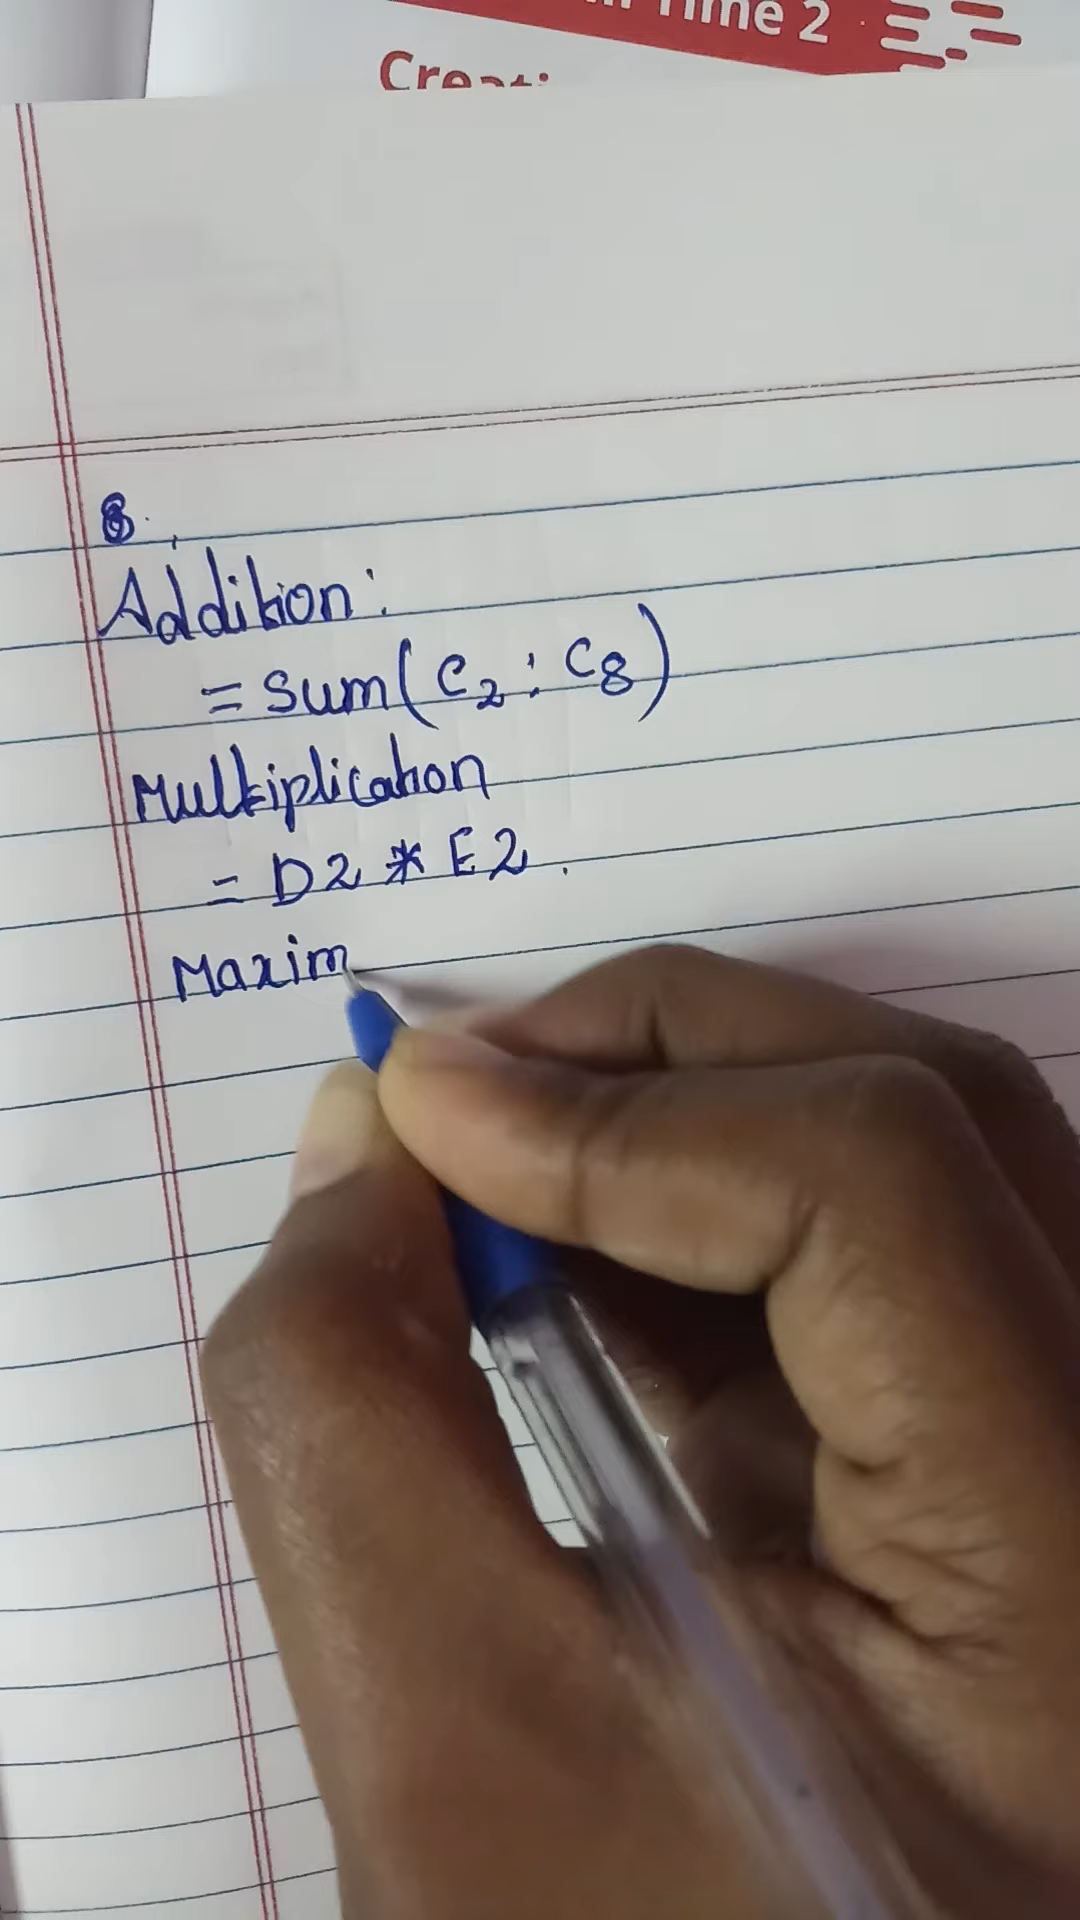 Time 2
8.
Addition:
= Sum(C2 : C8)
Multiplication
= D2 * E2.
Maxim